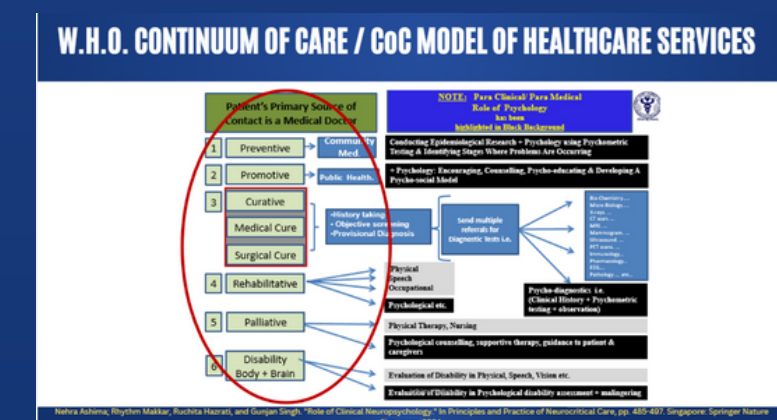 W.H.O. CONTINUUM OF CARE / CoC MODEL OF HEALTHCARE SERVICES
Patient's Primary Source of
Contact is a Medical Doctor
NOTE: Para Clinical/ Para Medical
Role of Psychology
has been
highlighted in Black Background
1
Preventive
Community
Med.
Conducting Epidemiological Research + Psychology using Psychometric
Testing & Identifying Stages Where Problems Are Occurring
2
Promotive
Public Health.
+ Psychology: Encouraging, Counselling, Psycho-educating & Developing A
Psycho-social Model
3
Curative
Medical Cure
Surgical Cure
•History taking
• Objective screening
•Provisional Diagnosis
Send multiple
referrals for
Diagnostic Tests i.e.
Bio Chemistry....
Micro Biology....
X-rays ...
CT scan....
MRI....
Mammogram....
Ultrasound ...
PET scans....
Immunology..
Pharmacology..
EEG...
Pathology ... etc..
Psycho-diagnostics i.e.
(Clinical History + Psychometric
testing + observation)
4
Rehabilitative
Physical
Speech
Occupational
Psychological etc.
5
Palliative
Physical Therapy, Nursing
Psychological counselling, supportive therapy, guidance to patient &
caregivers
6
Disability
Body + Brain
Evaluation of Disability in Physical, Speech, Vision etc.
Evaluation of Disability in Psychological disability assessment + malingering
Nehra Ashima; Rhythm Makkar, Ruchita Hazrati, and Gunjan Singh. "Role of Clinical Neuropsychology." In Principles and Practice of Neurocritical Care, pp. 485-497. Singapore: Springer Nature